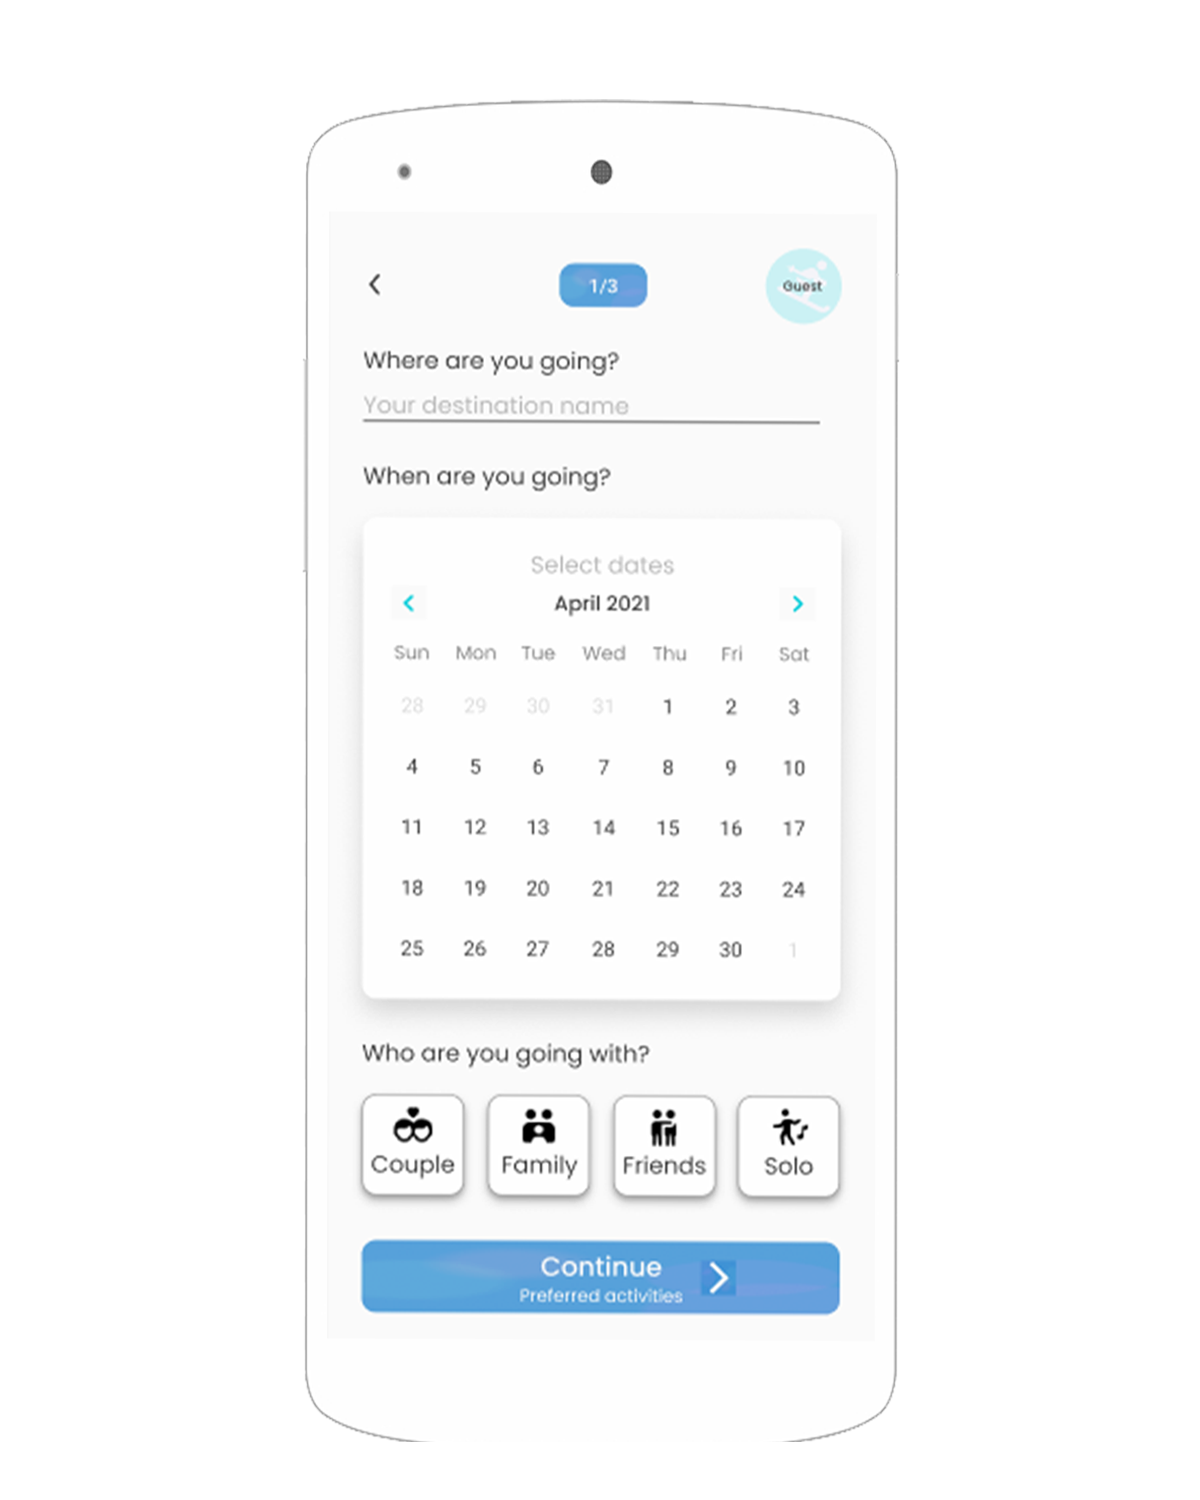 1/3
Guest
Where are you going?
Your destination name
When are you going?
Select dates
April 2021
Sun Mon Tue Wed Thu Fri Sat
28 29 30 31 1 2 3
4 5 6 7 8 9 10
11 12 13 14 15 16 17
18 19 20 21 22 23 24
25 26 27 28 29 30 1
Who are you going with?
Couple Family Friends Solo
Continue
Preferred activities